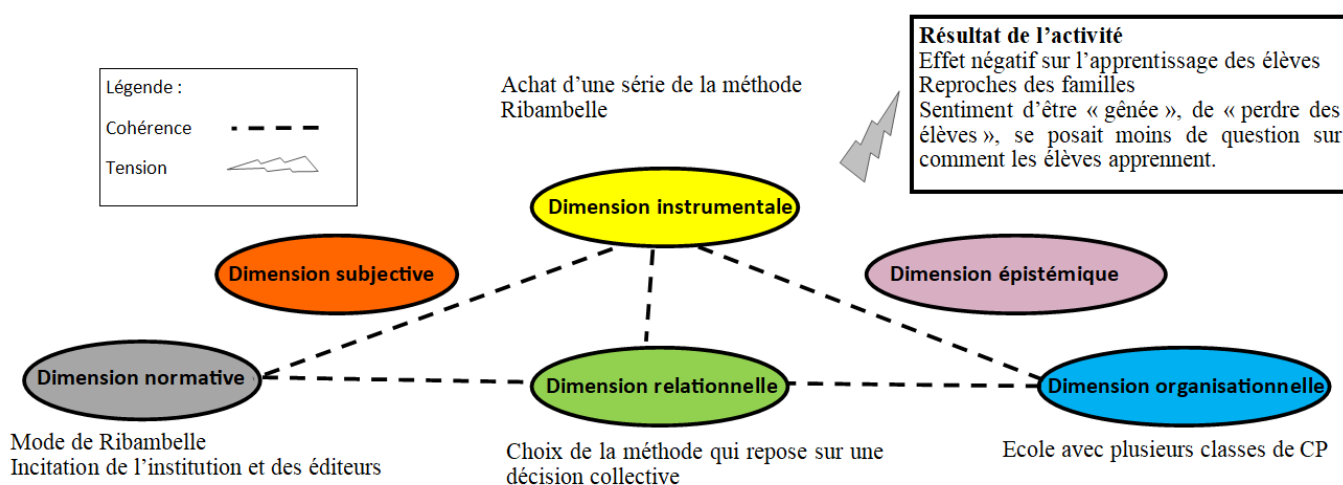 Légende :
Cohérence
Tension
Achat d’une série de la méthode
Ribambelle
Résultat de l’activité
Effet négatif sur l’apprentissage des élèves
Reproches des familles
Sentiment d’être « gênée », de « perdre des
élèves », se posait moins de question sur
comment les élèves apprennent.
Dimension instrumentale
Dimension subjective
Dimension épistémique
Dimension normative
Dimension relationnelle
Dimension organisationnelle
Mode de Ribambelle
Incitation de l’institution et des éditeurs
Choix de la méthode qui repose sur une
décision collective
Ecole avec plusieurs classes de CP